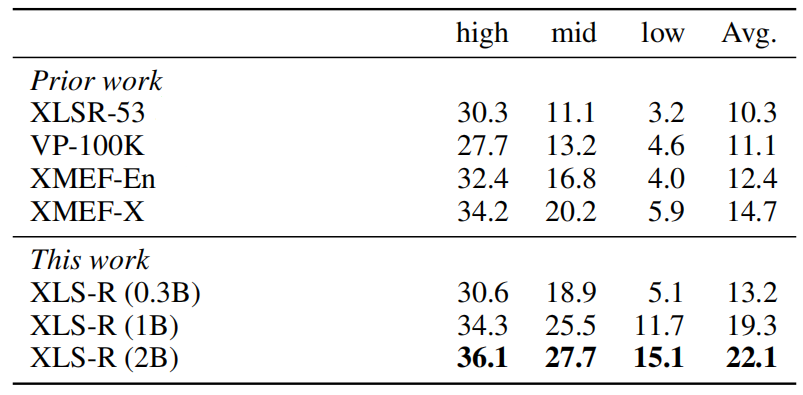 high mid low Avg.
Prior work
XLSR-53 30.3 11.1 3.2 10.3
VP-100K 27.7 13.2 4.6 11.1
XMEF-En 32.4 16.8 4.0 12.4
XMEF-X 34.2 20.2 5.9 14.7
This work
XLS-R (0.3B) 30.6 18.9 5.1 13.2
XLS-R (1B) 34.3 25.5 11.7 19.3
XLS-R (2B) 36.1 27.7 15.1 22.1